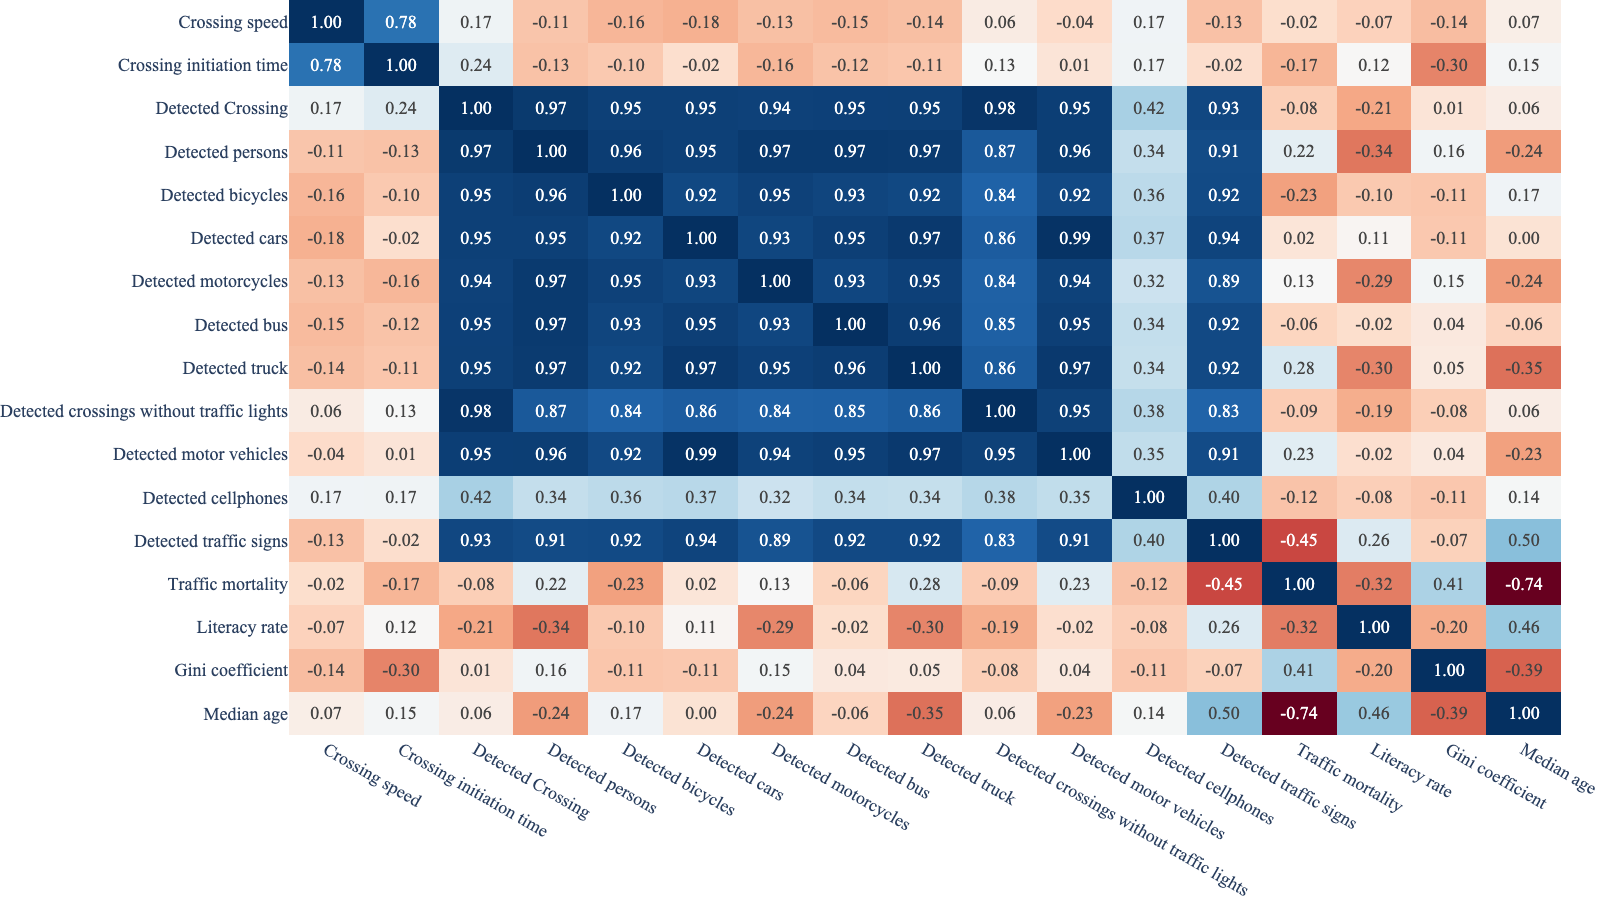 Crossing speed 1.00 0.78 0.17 -0.11 -0.16 -0.18 -0.13 -0.15 -0.14 0.06 -0.04 0.17 -0.13 -0.02 -0.07 -0.14 0.07
Crossing initiation time 0.78 1.00 0.24 -0.13 -0.10 -0.02 -0.16 -0.12 -0.11 0.13 0.01 0.17 -0.02 -0.17 0.12 -0.30 0.15
Detected Crossing 0.17 0.24 1.00 0.97 0.95 0.95 0.94 0.95 0.95 0.98 0.95 0.42 0.93 -0.08 -0.21 0.01 0.06
Detected persons -0.11 -0.13 0.97 1.00 0.96 0.95 0.97 0.97 0.97 0.87 0.96 0.34 0.91 0.22 -0.34 0.16 -0.24
Detected bicycles -0.16 -0.10 0.95 0.96 1.00 0.92 0.95 0.93 0.92 0.84 0.92 0.36 0.92 -0.23 -0.10 -0.11 0.17
Detected cars -0.18 -0.02 0.95 0.95 0.92 1.00 0.93 0.95 0.97 0.86 0.99 0.37 0.94 0.02 0.11 -0.11 0.00
Detected motorcycles -0.13 -0.16 0.94 0.97 0.95 0.93 1.00 0.93 0.95 0.84 0.94 0.32 0.89 0.13 -0.29 0.15 -0.24
Detected bus -0.15 -0.12 0.95 0.97 0.93 0.95 0.93 1.00 0.96 0.85 0.95 0.34 0.92 -0.06 -0.02 0.04 -0.06
Detected truck -0.14 -0.11 0.95 0.97 0.92 0.97 0.95 0.96 1.00 0.86 0.97 0.34 0.92 0.28 -0.30 0.05 -0.35
Detected crossings without traffic lights 0.06 0.13 0.98 0.87 0.84 0.86 0.84 0.85 0.86 1.00 0.95 0.38 0.83 -0.09 -0.19 -0.08 0.06
Detected motor vehicles -0.04 0.01 0.95 0.96 0.92 0.99 0.94 0.95 0.97 0.95 1.00 0.35 0.91 0.23 -0.02 0.04 -0.23
Detected cellphones 0.17 0.17 0.42 0.34 0.36 0.37 0.32 0.34 0.34 0.38 0.35 1.00 0.40 -0.12 -0.08 -0.11 0.14
Detected traffic signs -0.13 -0.02 0.93 0.91 0.92 0.94 0.89 0.92 0.92 0.83 0.91 0.40 1.00 -0.45 0.26 -0.07 0.50
Traffic mortality -0.02 -0.17 -0.08 0.22 -0.23 0.02 0.13 -0.06 0.28 -0.09 0.23 -0.12 -0.45 1.00 -0.32 0.41 -0.74
Literacy rate -0.07 0.12 -0.21 -0.34 -0.10 0.11 -0.29 -0.02 -0.30 -0.19 -0.02 -0.08 0.26 -0.32 1.00 -0.20 0.46
Gini coefficient -0.14 -0.30 0.01 0.16 -0.11 -0.11 0.15 0.04 0.05 -0.08 0.04 -0.11 -0.07 0.41 -0.20 1.00 -0.39
Median age 0.07 0.15 0.06 -0.24 0.17 0.00 -0.24 -0.06 -0.35 0.06 -0.23 0.14 0.50 -0.74 0.46 -0.39 1.00
Crossing speed
Crossing initiation time
Detected Crossing
Detected persons
Detected bicycles
Detected cars
Detected motorcycles
Detected bus
Detected truck
Detected crossings without traffic lights
Detected motor vehicles
Detected cellphones
Detected traffic signs
Traffic mortality
Literacy rate
Gini coefficient
Median age